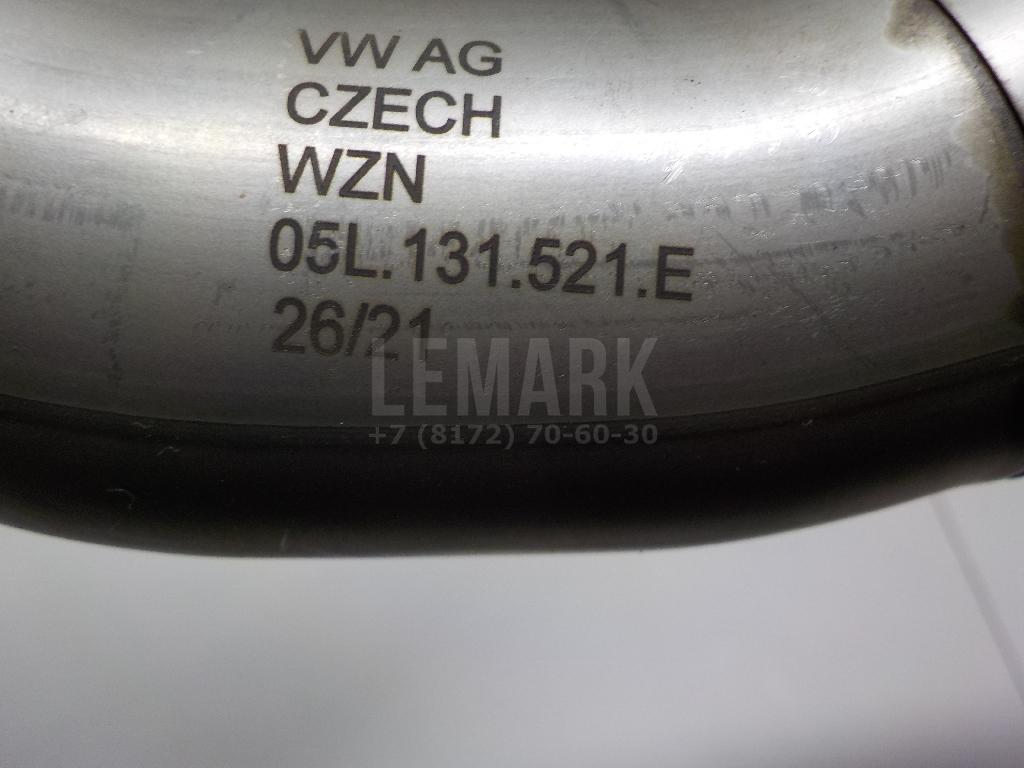 VW AG
CZECH
WZN
05L.131.521.E
26/21
LEMARK
+7 (8172) 70-60-30